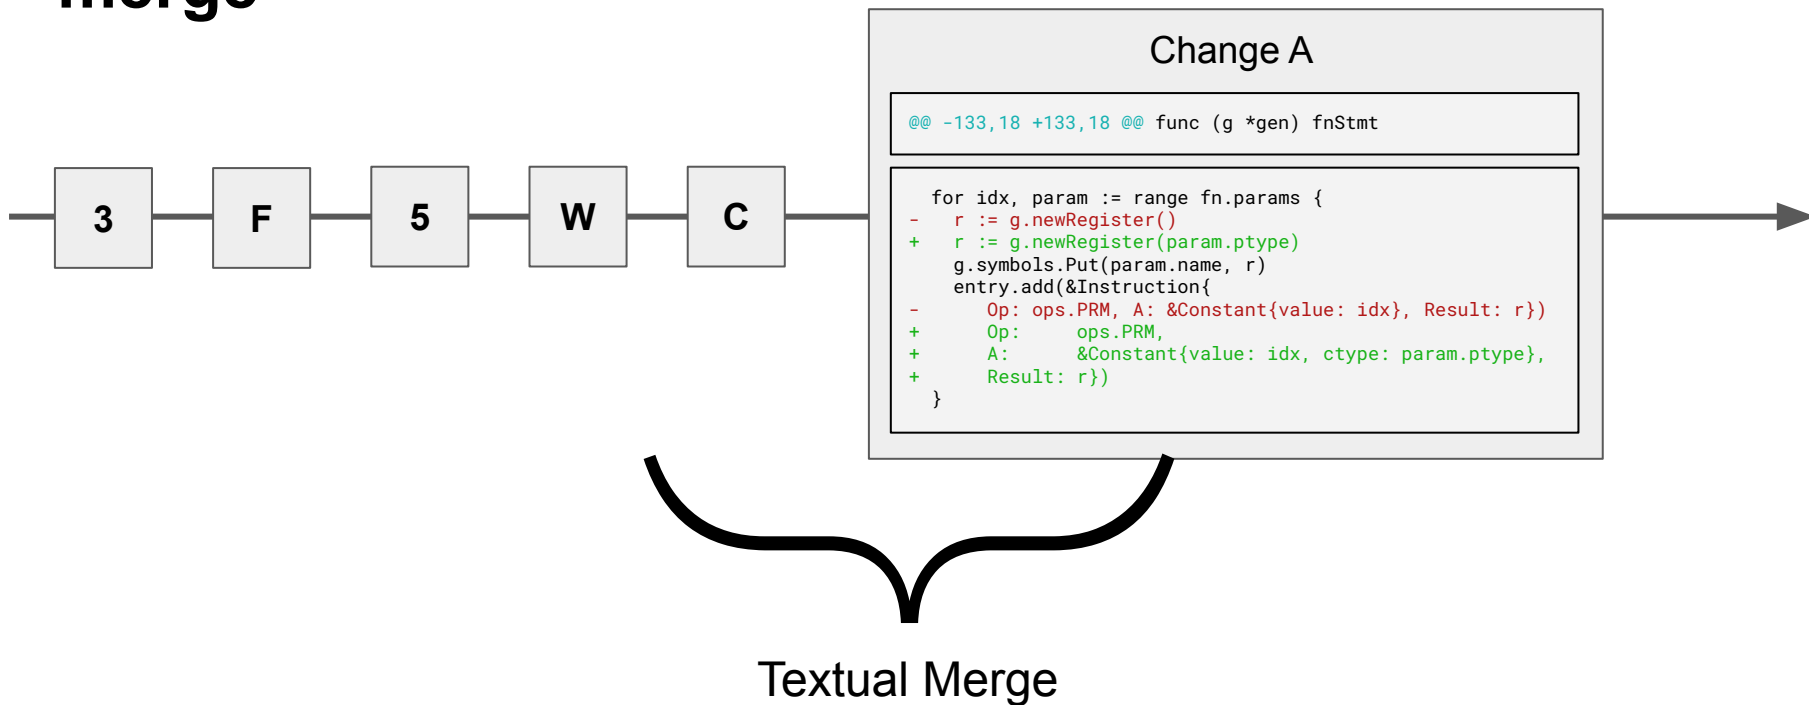 merge
Change A
@@ -133,18 +133,18 @@ func (g *gen) fnStmt
3 F 5 W C
for idx, param := range fn.params {
-   r := g.newRegister()
+   r := g.newRegister(param.ptype)
    g.symbols.Put(param.name, r)
    entry.add(&Instruction{
-      Op: ops.PRM, A: &Constant{value: idx}, Result: r})
+      Op:     ops.PRM,
+      A:      &Constant{value: idx, ctype: param.ptype},
+      Result: r})
  }
Textual Merge